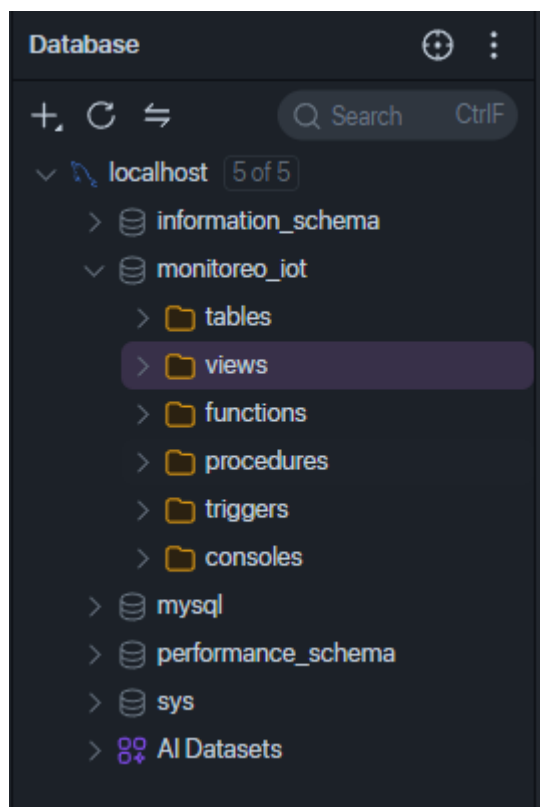 Database
Search CtrlF
localhost 5 of 5
information_schema
monitoreo_iot
tables
views
functions
procedures
triggers
consoles
mysql
performance_schema
sys
AI Datasets